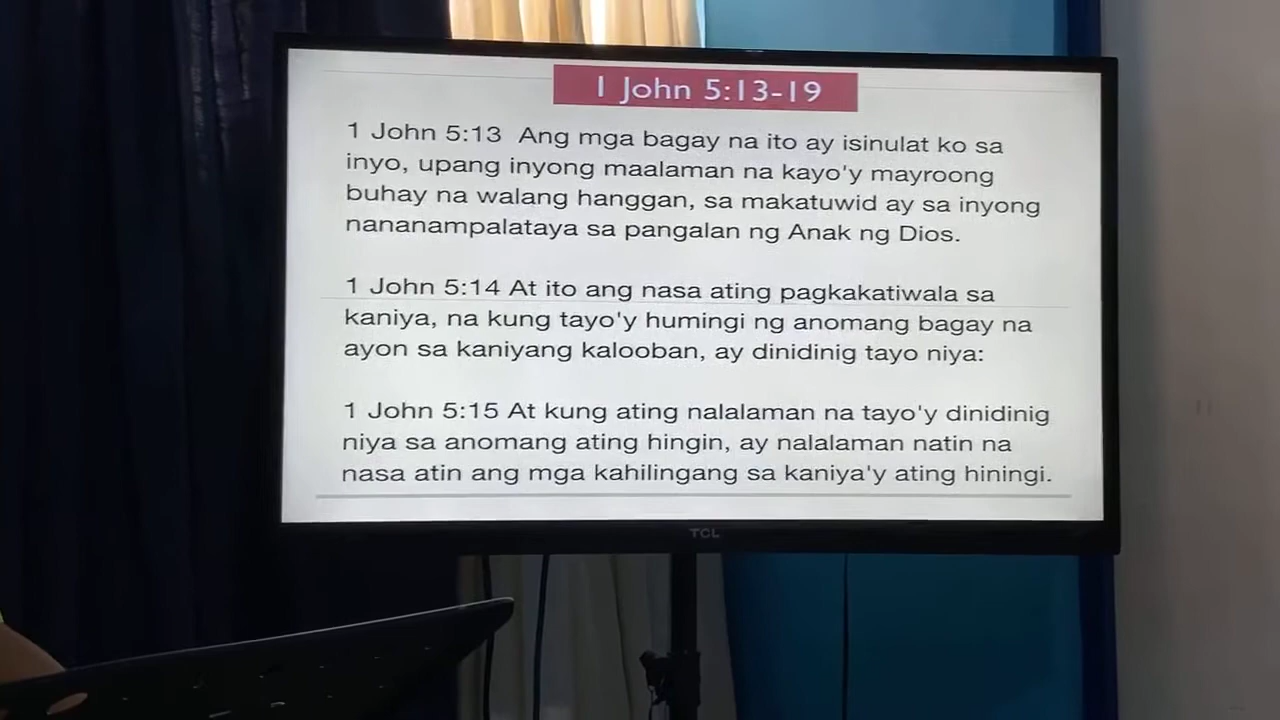 1 John 5:13-19
1 John 5:13 Ang mga bagay na ito ay isinulat ko sa
inyo, upang inyong maalaman na kayo'y mayroong
buhay na walang hanggan, sa makatuwid ay sa inyong
nananampalataya sa pangalan ng Anak ng Dios.
1 John 5:14 At ito ang nasa ating pagkakatiwala sa
kaniya, na kung tayo'y humingi ng anomang bagay na
ayon sa kaniyang kalooban, ay dinidinig tayo niya:
1 John 5:15 At kung ating nalalaman na tayo'y dinidinig
niya sa anomang ating hingin, ay nalalaman natin na
nasa atin ang mga kahilingang sa kaniya'y ating hiningi.
TCL